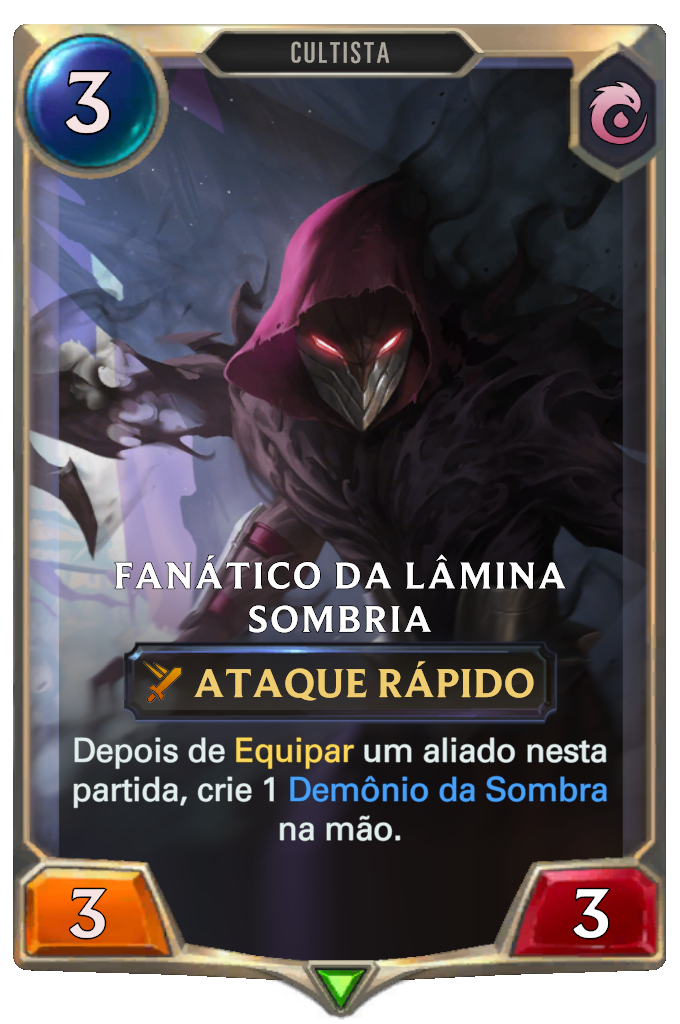 CULTISTA
3
FANÁTICO DA LÂMINA
SOMBRIA
ATAQUE RÁPIDO
Depois de Equipar um aliado nesta
partida, crie 1 Demônio da Sombra
na mão.
3
3